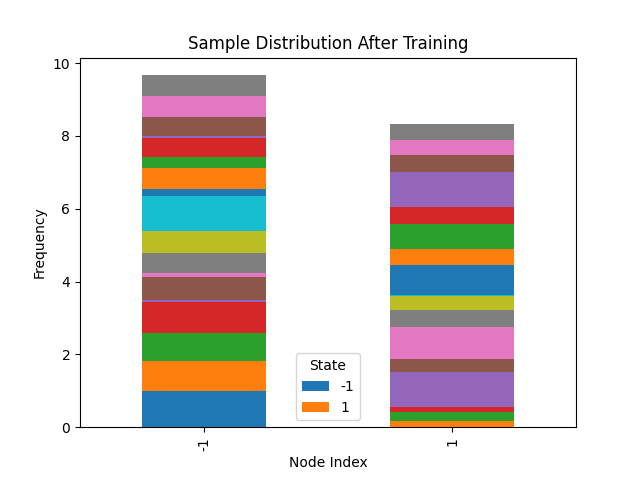 Sample Distribution After Training
Frequency
10
8
6
4
2
0
State
-1
1
-1
1
Node Index